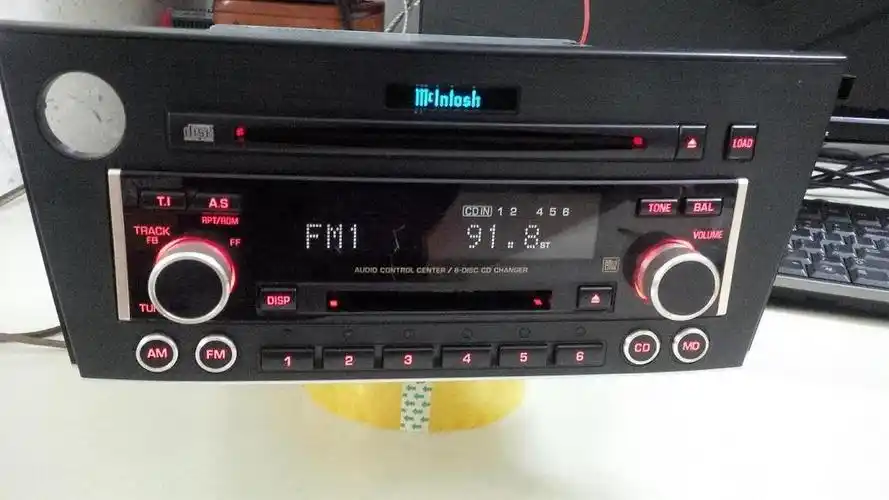 McIntosh
disc
LOAD
T.I A.S
RPT/RDM
TRACK
FB FF
TONE BAL
VOLUME
CD IN 1 2 4 5 6
FM1 91.8 ST
AUDIO CONTROL CENTER / 6-DISC CD CHANGER
DISP
AM FM
1 2 3 4 5 6
CD MD